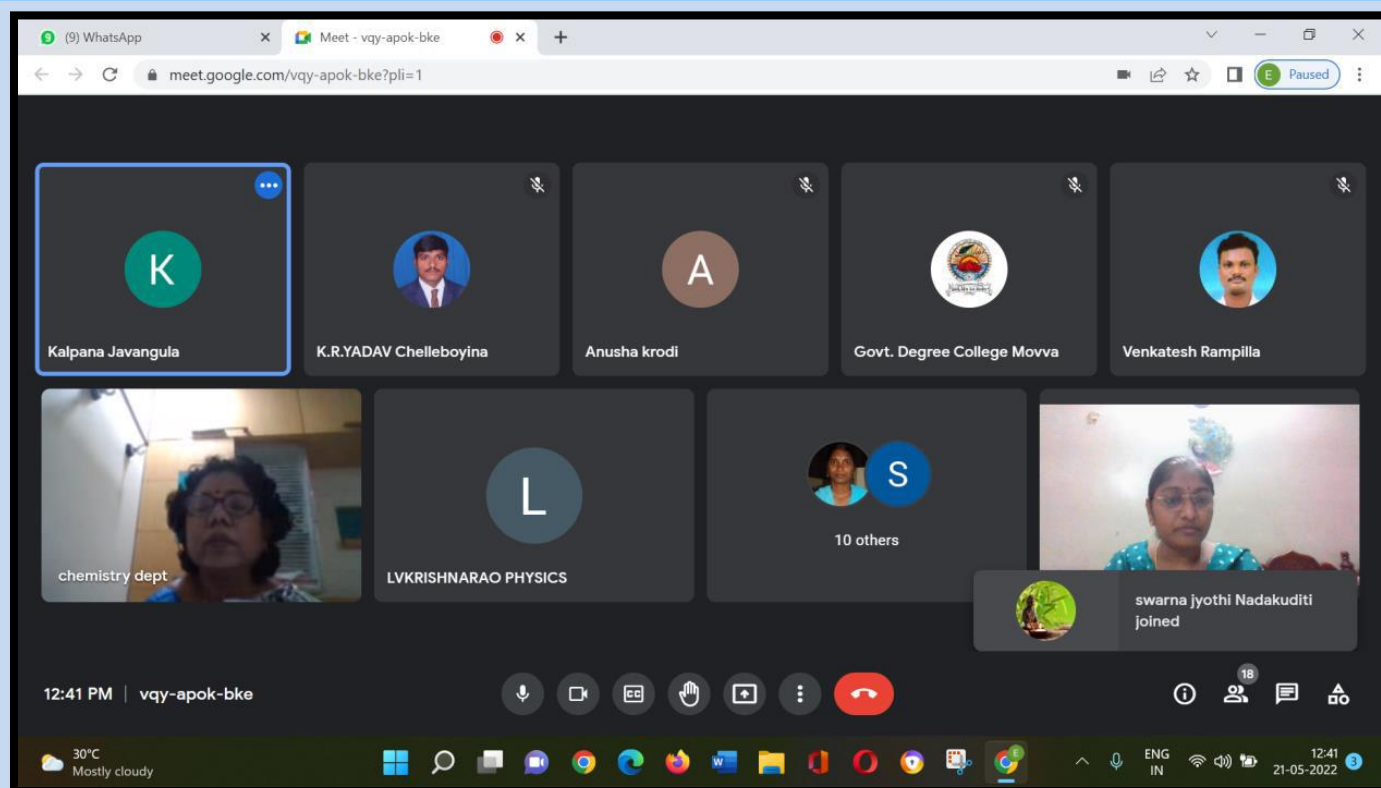 (9) WhatsApp
Meet - vqy-apok-bke
meet.google.com/vqy-apok-bke?pli=1
E
Paused
K
A
Kalpana Javangula
K.R.YADAV Chelleboyina
Anusha krodi
Govt. Degree College Movva
Venkatesh Rampilla
L
S
10 others
chemistry dept
LVKRISHNARAO PHYSICS
swarna jyothi Nadakuditi
joined
12:41 PM | vqy-apok-bke
CC
18
30°C
Mostly cloudy
ENG
IN
12:41
21-05-2022
3